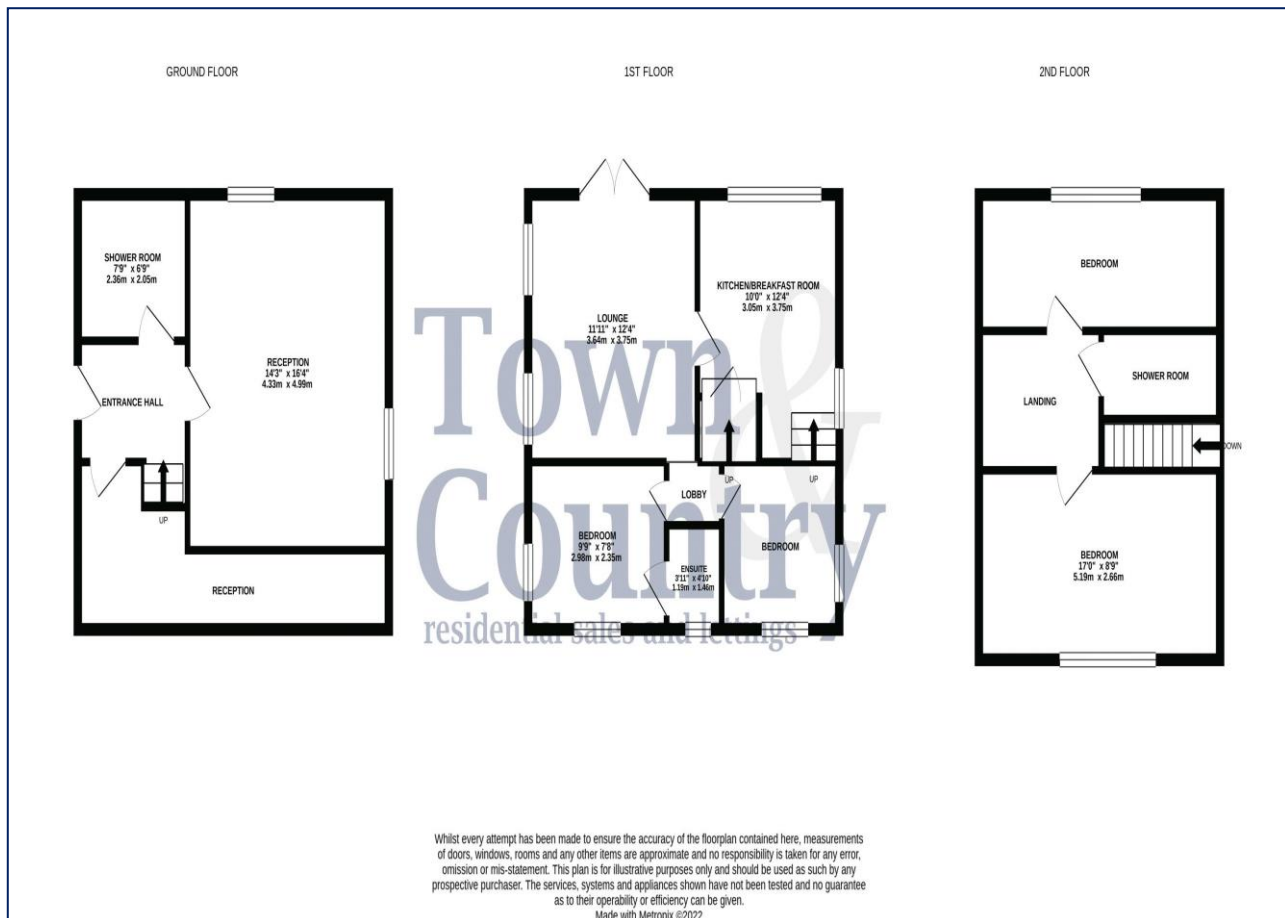 GROUND FLOOR
SHOWER ROOM
7'9" x 6'9"
2.36m x 2.05m
RECEPTION
14'3" x 16'4"
4.33m x 4.99m
ENTRANCE HALL
UP
RECEPTION
1ST FLOOR
KITCHEN/BREAKFAST ROOM
10'0" x 12'4"
3.05m x 3.75m
LOUNGE
11'11" x 12'4"
3.64m x 3.75m
UP
UP
LOBBY
BEDROOM
9'9" x 7'8"
2.98m x 2.35m
ENSUITE
3'11" x 4'10"
1.19m x 1.46m
BEDROOM
2ND FLOOR
BEDROOM
SHOWER ROOM
LANDING
DOWN
BEDROOM
17'0" x 8'9"
5.19m x 2.66m
Town &
Country
residential sales and lettings
Whilst every attempt has been made to ensure the accuracy of the floorplan contained here, measurements
of doors, windows, rooms and any other items are approximate and no responsibility is taken for any error,
omission or mis-statement. This plan is for illustrative purposes only and should be used as such by any
prospective purchaser. The services, systems and appliances shown have not been tested and no guarantee
as to their operability or efficiency can be given.
Made with Metropix ©2022